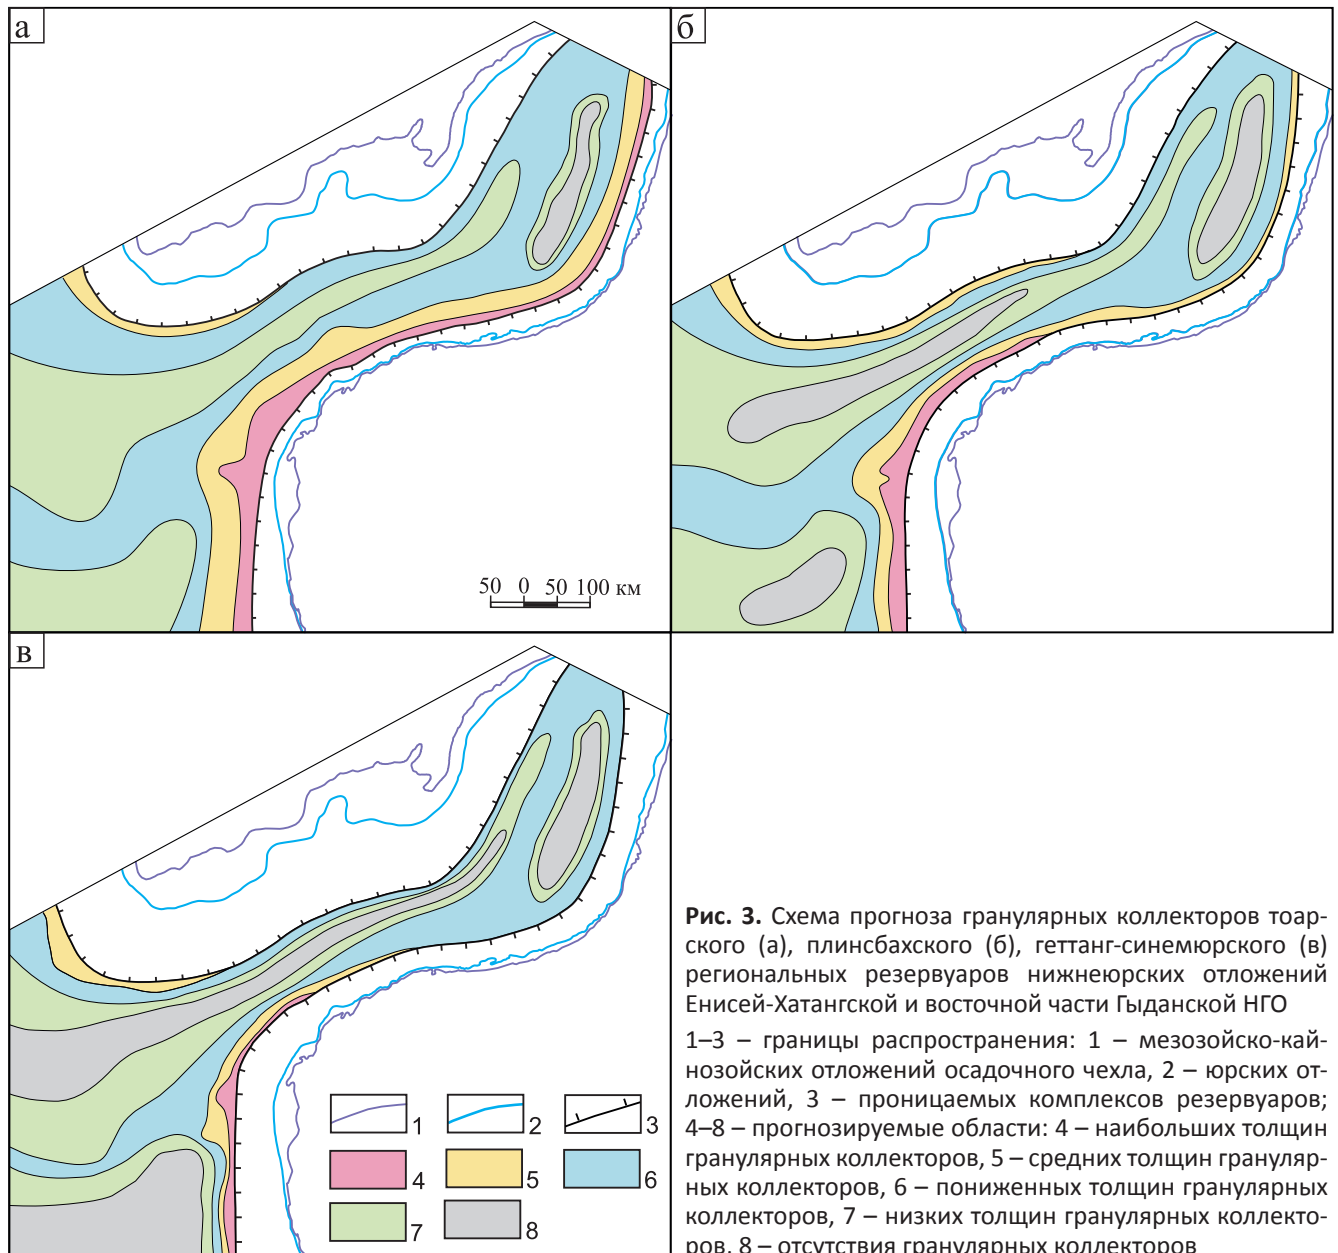 а
б
50 0 50 100 км
в
1 2 3
4 5 6
7 8
Рис. 3. Схема прогноза гранулярных коллекторов тоар-
ского (а), плинсбахского (б), геттанг-синемюрского (в)
региональных резервуаров нижнеюрских отложений
Енисей-Хатангской и восточной части Гыданской НГО
1–3 – границы распространения: 1 – мезозойско-кай-
нозойских отложений осадочного чехла, 2 – юрских от-
ложений, 3 – проницаемых комплексов резервуаров;
4–8 – прогнозируемые области: 4 – наибольших толщин
гранулярных коллекторов, 5 – средних толщин грануляр-
ных коллекторов, 6 – пониженных толщин гранулярных
коллекторов, 7 – низких толщин гранулярных коллекто-
ров, 8 – отсутствия гранулярных коллекторов